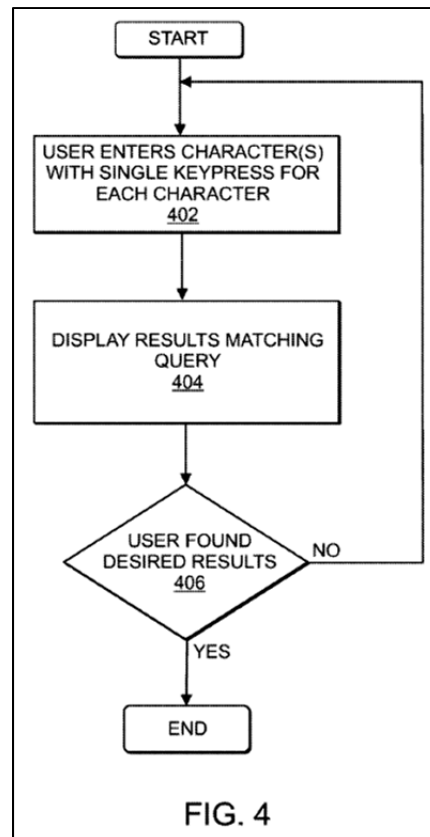 START
USER ENTERS CHARACTER(S)
WITH SINGLE KEYPRESS FOR
EACH CHARACTER
402
DISPLAY RESULTS MATCHING
QUERY
404
USER FOUND
DESIRED RESULTS
406
NO
YES
END
FIG. 4